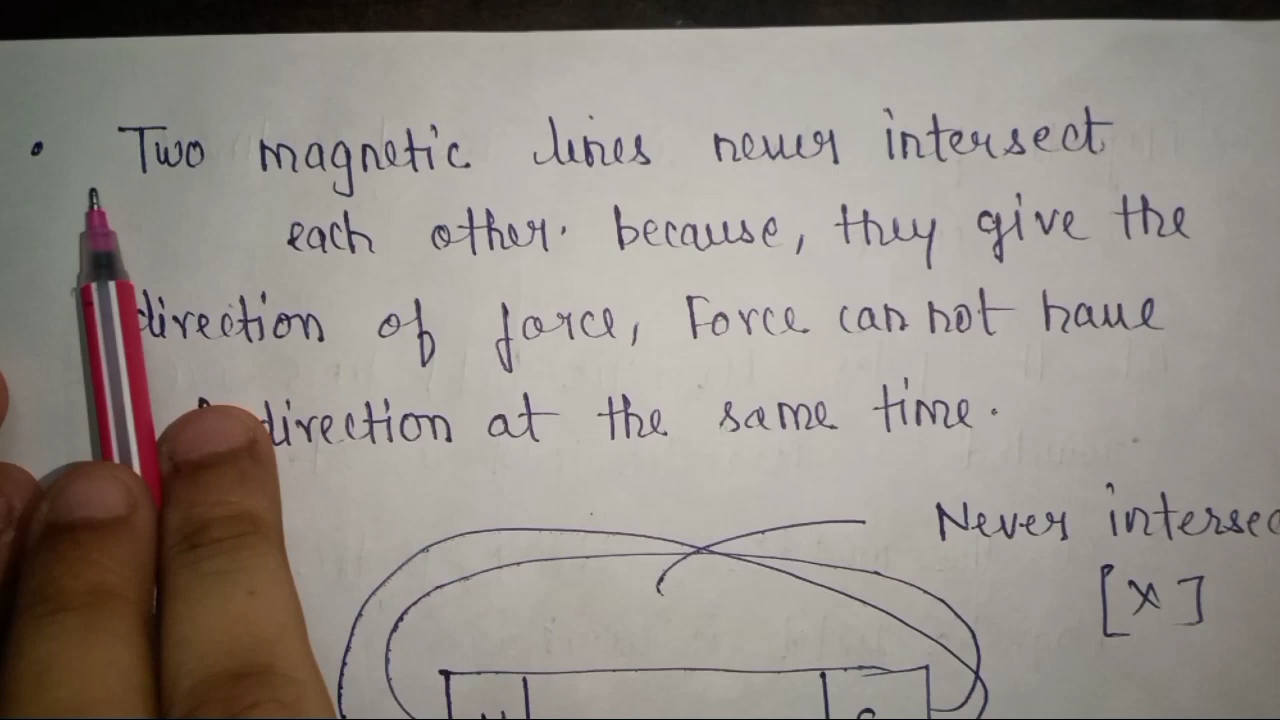 • Two magnetic lines never intersect
each other. because, they give the
direction of force, Force can not have
direction at the same time.
Never intersec
[x]